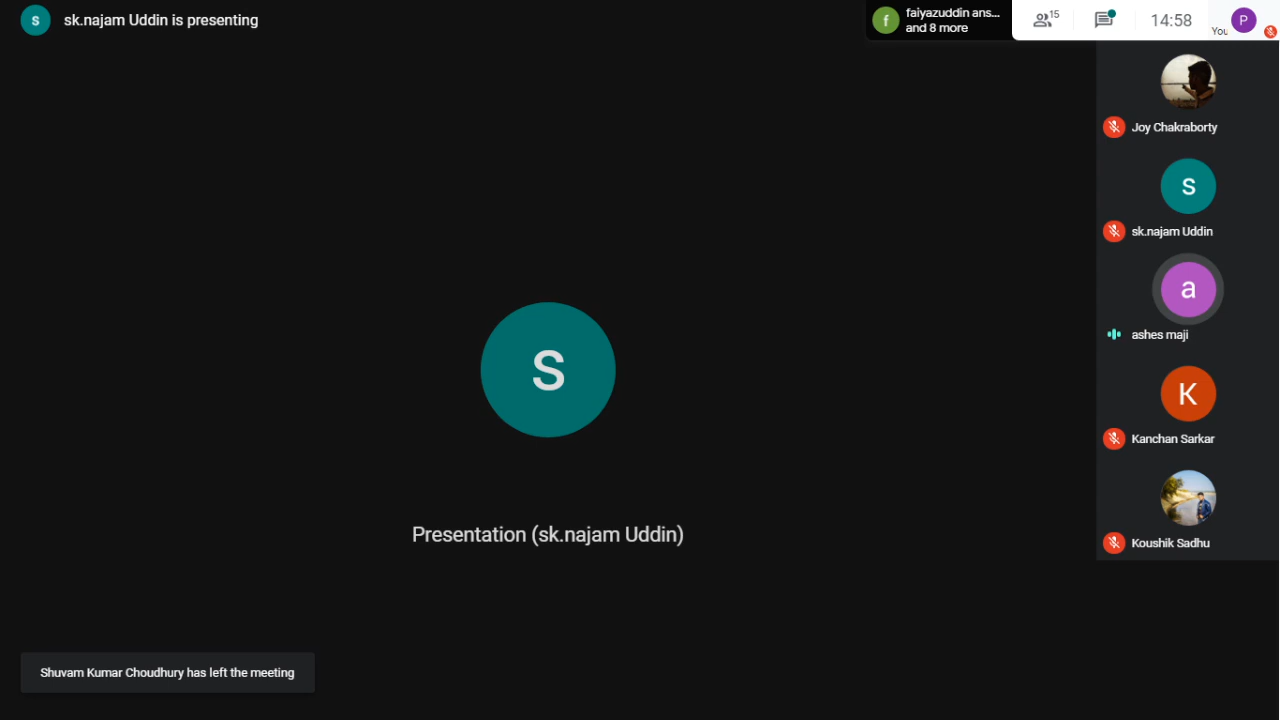 s
sk.najam Uddin is presenting
f
faiyazuddin ans...
and 8 more
15
14:58
You
P
Joy Chakraborty
s
sk.najam Uddin
a
ashes maji
K
Kanchan Sarkar
Koushik Sadhu
s
Presentation (sk.najam Uddin)
Shuvam Kumar Choudhury has left the meeting